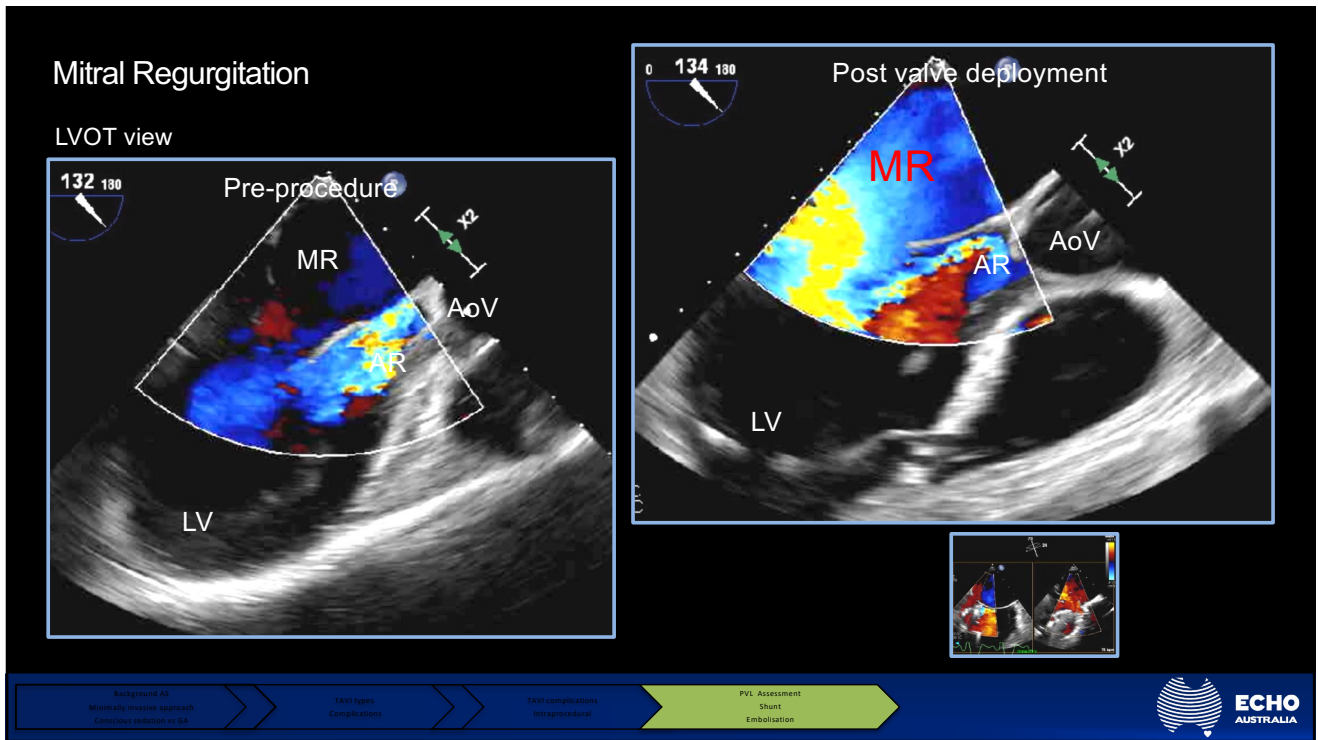 Mitral Regurgitation
LVOT view
132 180
Pre-procedure
X2
MR
AoV
AR
LV
0 134 180
Post valve deployment
X2
MR
AoV
AR
LV
Background AS
Minimally invasive approach
Conscious sedation vs GA
TAVI types
Complications
TAVI complications
Intraprocedural
PVL Assessment
Shunt
Embolisation
ECHO
AUSTRALIA